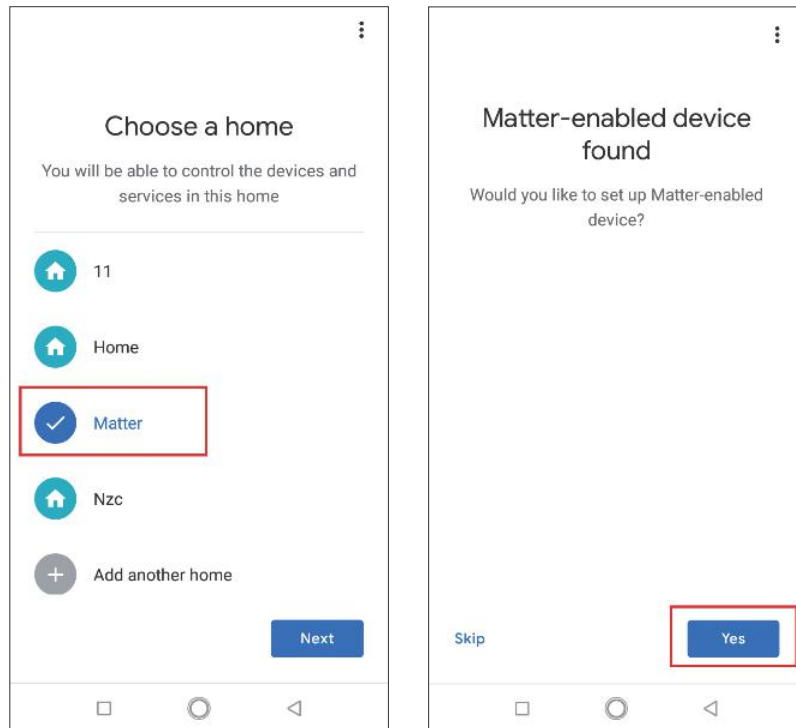 Choose a home
You will be able to control the devices and
services in this home
11
Home
Matter
Nzc
Add another home
Next
Matter-enabled device
found
Would you like to set up Matter-enabled
device?
Skip
Yes